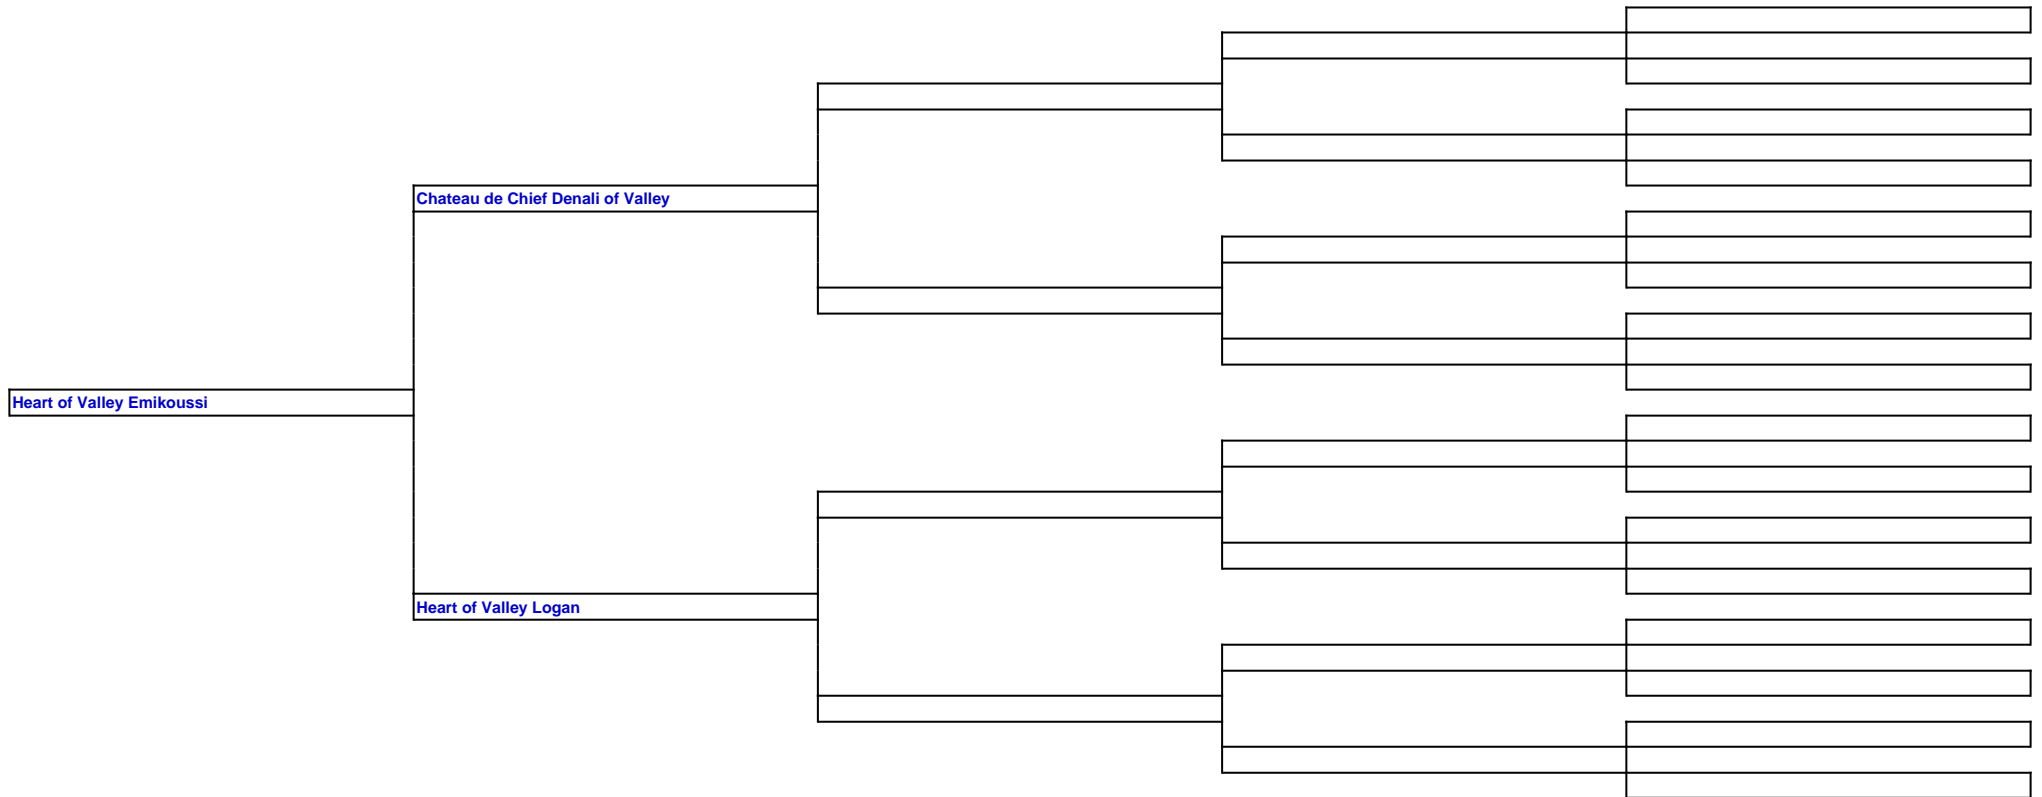 Chateau de Chief Denali of Valley
Heart of Valley Emikoussi
Heart of Valley Logan